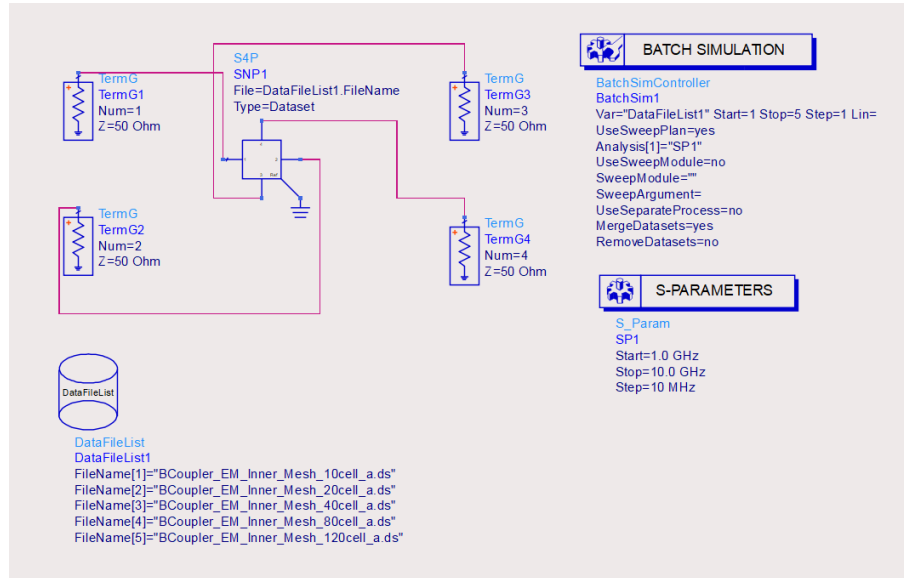 S4P
SNP1
File=DataFileList1.FileName
Type=Dataset
TermG
TermG1
Num=1
Z=50 Ohm
TermG
TermG3
Num=3
Z=50 Ohm
1
2
3
4
Ref
TermG
TermG2
Num=2
Z=50 Ohm
TermG
TermG4
Num=4
Z=50 Ohm
BATCH SIMULATION
BatchSimController
BatchSim1
Var="DataFileList1" Start=1 Stop=5 Step=1 Lin=
UseSweepPlan=yes
Analysis[1]="SP1"
UseSweepModule=no
SweepModule=""
SweepArgument=
UseSeparateProcess=no
MergeDatasets=yes
RemoveDatasets=no
S-PARAMETERS
S_Param
SP1
Start=1.0 GHz
Stop=10.0 GHz
Step=10 MHz
DataFileList
DataFileList
DataFileList1
FileName[1]="BCoupler_EM_Inner_Mesh_10cell_a.ds"
FileName[2]="BCoupler_EM_Inner_Mesh_20cell_a.ds"
FileName[3]="BCoupler_EM_Inner_Mesh_40cell_a.ds"
FileName[4]="BCoupler_EM_Inner_Mesh_80cell_a.ds"
FileName[5]="BCoupler_EM_Inner_Mesh_120cell_a.ds"